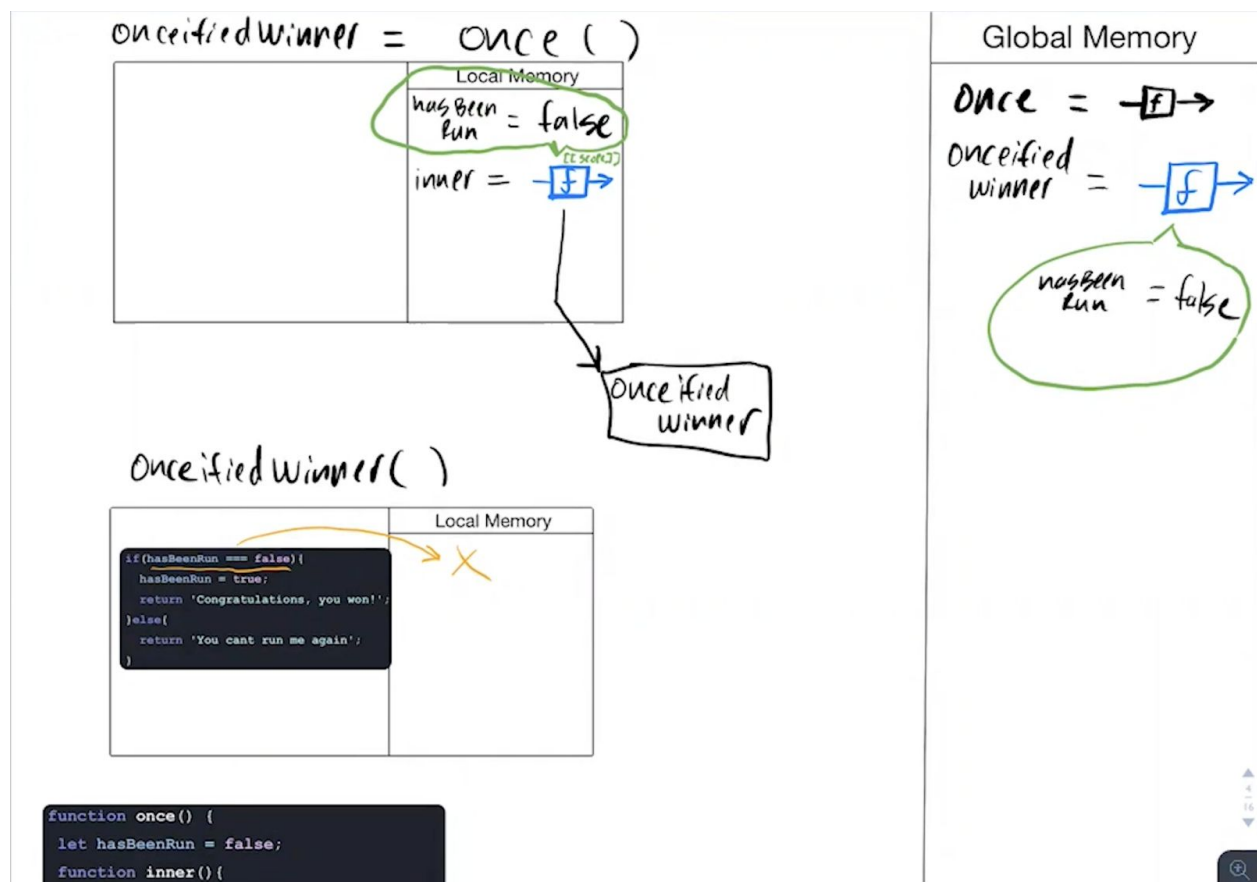 onceifiedWinner = once ( )
Local Memory
hasBeen
Run = false
[[scope]]
inner = f
onceified
winner
onceifiedWinner( )
Local Memory
if(hasBeenRun === false){
hasBeenRun = true;
return 'Congratulations, you won!';
}else{
return 'You cant run me again';
}
X
function once() {
let hasBeenRun = false;
function inner(){
Global Memory
once = f
onceified
winner = f
hasBeen
Run = false
4
16